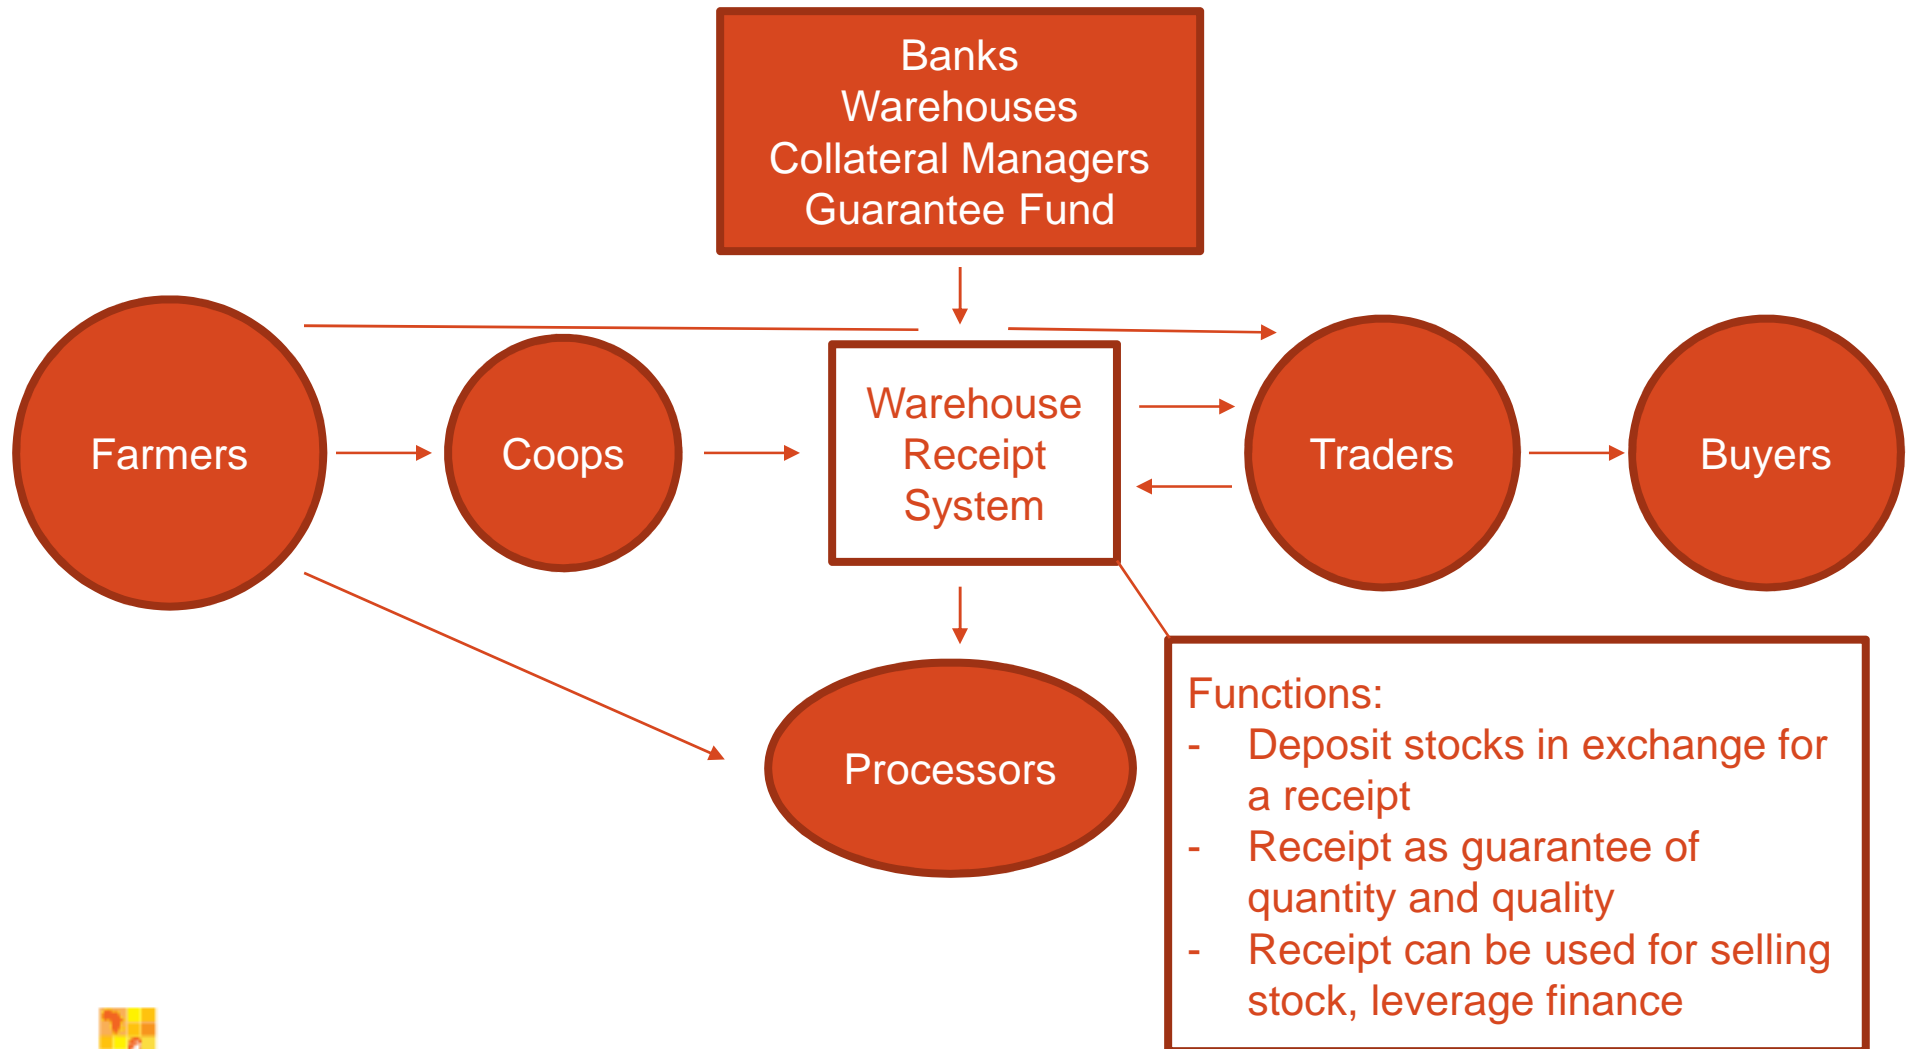 Banks
Warehouses
Collateral Managers
Guarantee Fund
Farmers
Coops
Warehouse
Receipt
System
Traders
Buyers
Processors
Functions:
- Deposit stocks in exchange for
a receipt
- Receipt as guarantee of
quantity and quality
- Receipt can be used for selling
stock, leverage finance